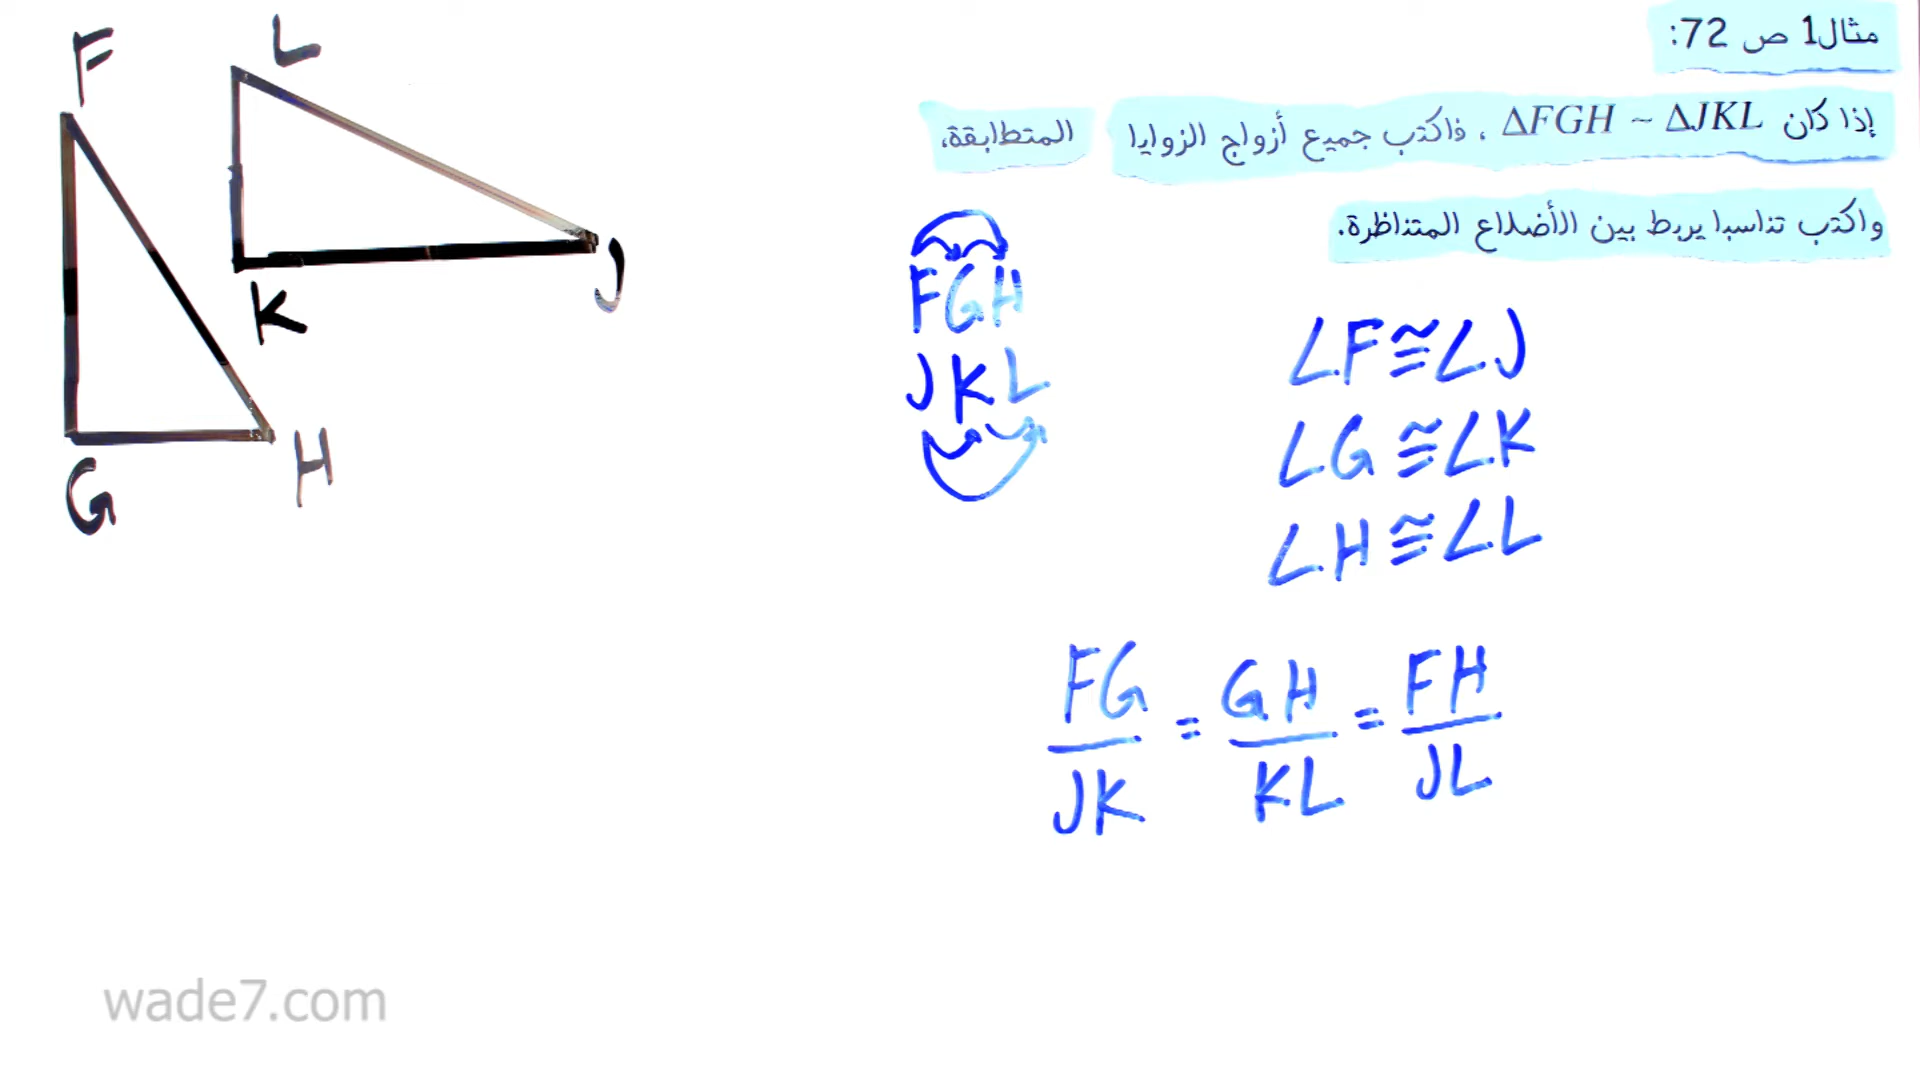 مثال1 ص 72:
إذا كان ΔFGH ~ ΔJKL ، فاكتب جميع أزواج الزوايا المتطابقة،
واكتب تناسبا يربط بين الأضلاع المتناظرة.
F
L
K
J
G
H
FGH
JKL
∠F≅∠J
∠G≅∠K
∠H≅∠L
FG/JK = GH/KL = FH/JL
wade7.com